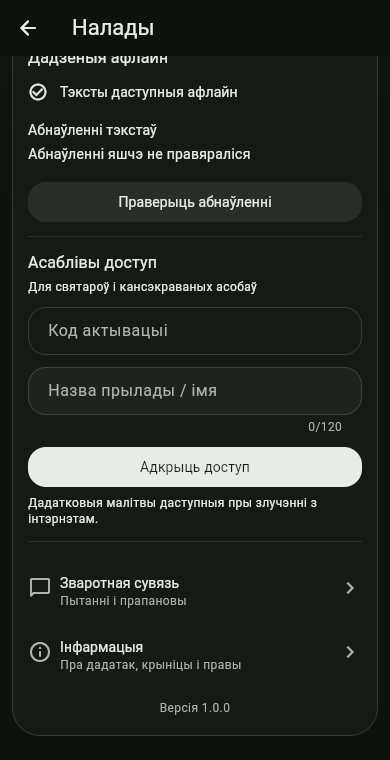 Налады
Дадзеныя афлайн
Тэксты даступныя афлайн
Абнаўленні тэкстаў
Абнаўленні яшчэ не правяраліся
Праверыць абнаўленні
Асаблівы доступ
Для святароў і кансэкраваных асобаў
Код актывацыі
Назва прылады / імя
0/120
Адкрыць доступ
Дадатковыя малітвы даступныя пры злучэнні з
інтэрнэтам.
Зваротная сувязь
Пытанні і прапановы
Інфармацыя
Пра дадатак, крыніцы і правы
Версія 1.0.0